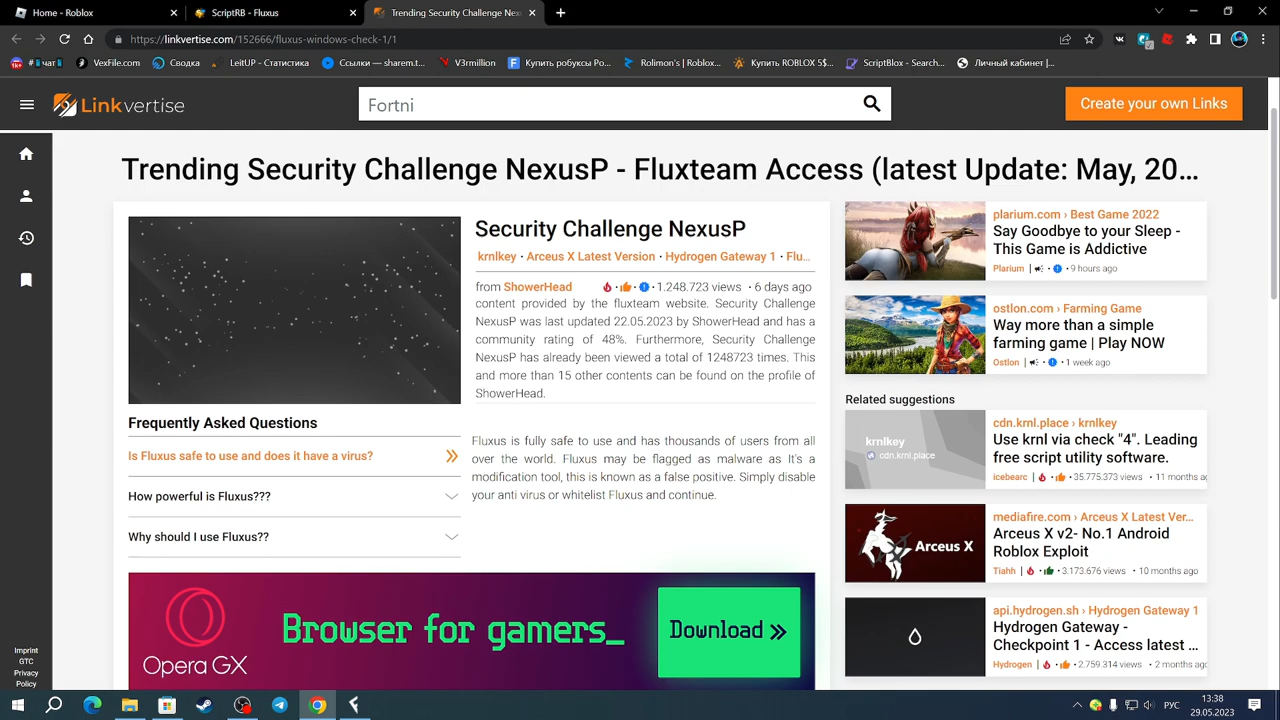 Home - Roblox
ScriptRB - Fluxus
Trending Security Challenge Nex
https://linkvertise.com/152666/fluxus-windows-check-1/1
VexFile.com
Сводка
LeitUP - Статистика
Ссылки — share.t...
V3rmillion
Купить робуксы Ро...
Rolimon's | Roblox...
Купить ROBLOX 5$...
ScriptBlox - Search...
Личный кабинет |...
Linkvertise
Fortni
Create your own Links
Trending Security Challenge NexusP - Fluxteam Access (latest Update: May, 20...
Security Challenge NexusP
krnlkey · Arceus X Latest Version · Hydrogen Gateway 1 · Flu...
from ShowerHead
1.248.723 views · 6 days ago
content provided by the fluxteam website. Security Challenge
NexusP was last updated 22.05.2023 by ShowerHead and has a
community rating of 48%. Furthermore, Security Challenge
NexusP has already been viewed a total of 1248723 times. This
and more than 15 other contents can be found on the profile of
ShowerHead.
Frequently Asked Questions
Is Fluxus safe to use and does it have a virus?
How powerful is Fluxus???
Why should I use Fluxus??
Fluxus is fully safe to use and has thousands of users from all
over the world. Fluxus may be flagged as malware as It's a
modification tool, this is known as a false positive. Simply disable
your anti virus or whitelist Fluxus and continue.
Opera GX
Browser for gamers_
Download
plarium.com › Best Game 2022
Say Goodbye to your Sleep -
This Game is Addictive
Plarium | · · 9 hours ago
ostlon.com › Farming Game
Way more than a simple
farming game | Play NOW
Ostlon | · · 1 week ago
Related suggestions
krnlkey
cdn.krnl.place
cdn.krnl.place › krnlkey
Use krnl via check "4". Leading
free script utility software.
icebearc | · · 35.775.373 views · 11 months ag
Arceus X
mediafire.com › Arceus X Latest Ver...
Arceus X v2- No.1 Android
Roblox Exploit
Tiahh | · · 3.173.676 views · 10 months ago
api.hydrogen.sh › Hydrogen Gateway 1
Hydrogen Gateway -
Checkpoint 1 - Access latest ...
Hydrogen | · · 2.759.314 views · 2 months ago
Imprint
GTC
Privacy
Policy
РУС
13:38
29.05.2023